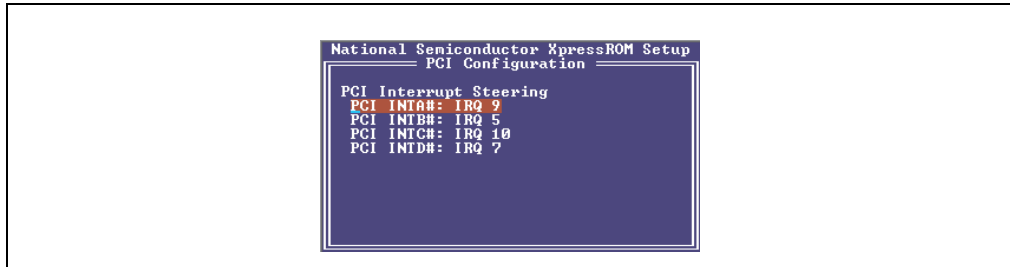 National Semiconductor XpressROM Setup
PCI Configuration
PCI Interrupt Steering
PCI INTA#: IRQ 9
PCI INTB#: IRQ 5
PCI INTC#: IRQ 10
PCI INTD#: IRQ 7